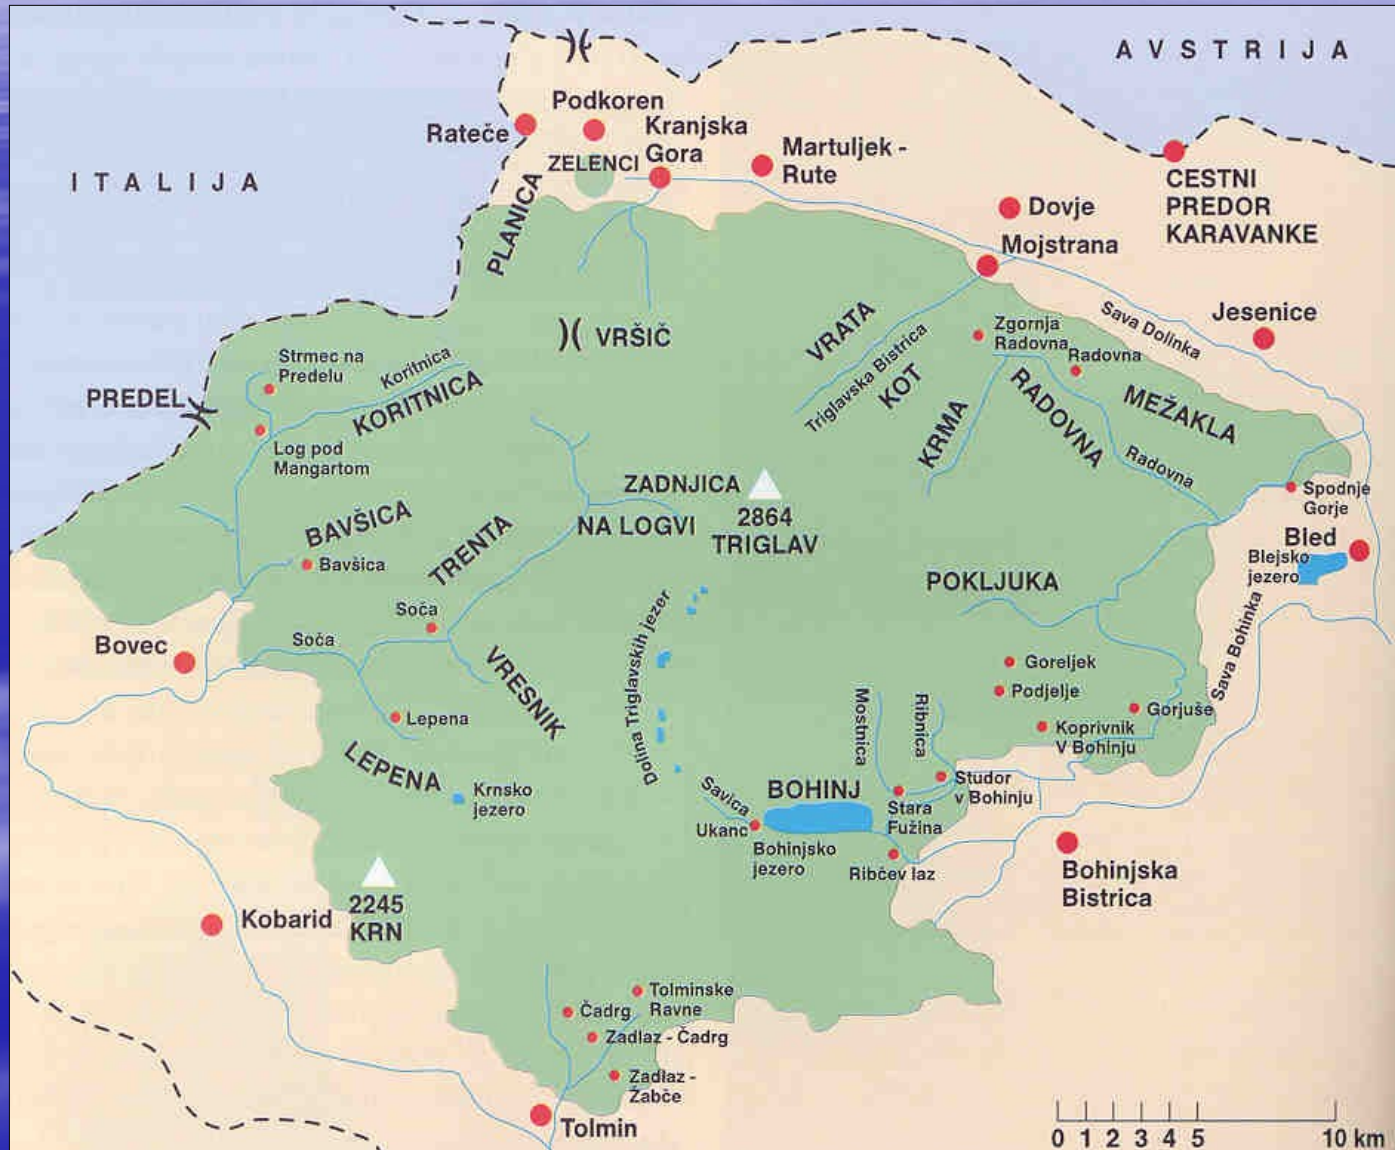 A V S T R I J A
Podkoren
Rateče
Kranjska
Gora
Martuljek -
Rute
ZELENCI
I T A L I J A
PLANICA
CESTNI
PREDOR
KARAVANKE
Dovje
Mojstrana
Jesenice
Sava Dolinka
VRŠIČ
VRATA
Triglavska Bistrica
KOT
Zgornja
Radovna
Radovna
KRMA
RADOVNA
MEŽAKLA
Radovna
Strmec na
Predelu
Koritnica
KORITNICA
PREDEL
Log pod
Mangartom
ZADNJICA
NA LOGVI
2864
TRIGLAV
Spodnje
Gorje
Bled
Blejsko
jezero
BAVŠICA
Bavšica
TRENTA
POKLJUKA
Soča
Soča
Bovec
Dolina Triglavskih jezer
VRESNIK
Sava Bohinka
Goreljek
Podjelje
Gorjuše
Koprivnik
V Bohinju
Lepena
LEPENA
Krnsko
jezero
Mostnica
Ribnica
Savica
BOHINJ
Studor
v Bohinju
Stara
Fužina
Ukanc
Bohinjsko
jezero
Ribčev laz
Bohinjska
Bistrica
2245
KRN
Kobarid
Tolminske
Ravne
Čadrg
Zadlaz - Čadrg
Zadlaz -
Žabče
Tolmin
0 1 2 3 4 5 10 km